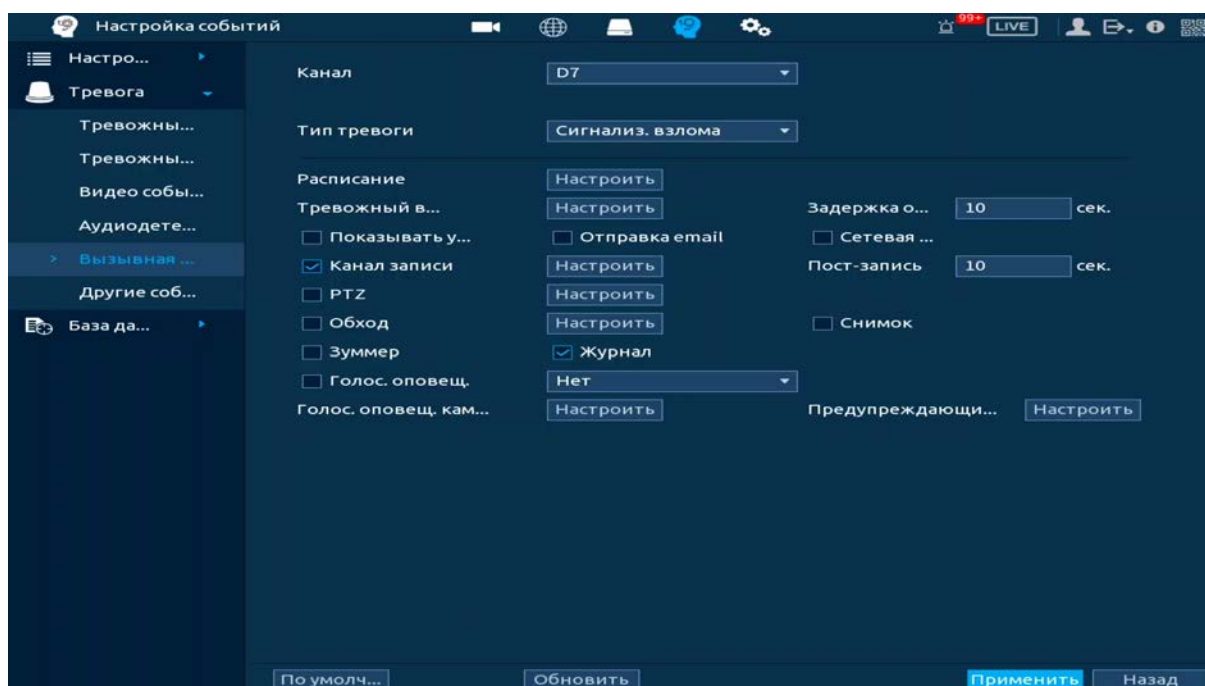 Настройка событий
99+
LIVE
Настро...
Тревога
Тревожны...
Тревожны...
Видео собы...
Аудиодете...
Вызывная ...
Другие соб...
База да...
Канал
D7
Тип тревоги
Сигнализ. взлома
Расписание
Настроить
Тревожный в...
Настроить
Задержка о...
10
сек.
Показывать у...
Отправка email
Сетевая ...
Канал записи
Настроить
Пост-запись
10
сек.
PTZ
Настроить
Обход
Настроить
Снимок
Зуммер
Журнал
Голос. оповещ.
Нет
Голос. оповещ. кам...
Настроить
Предупреждающи...
Настроить
По умолч...
Обновить
Применить
Назад